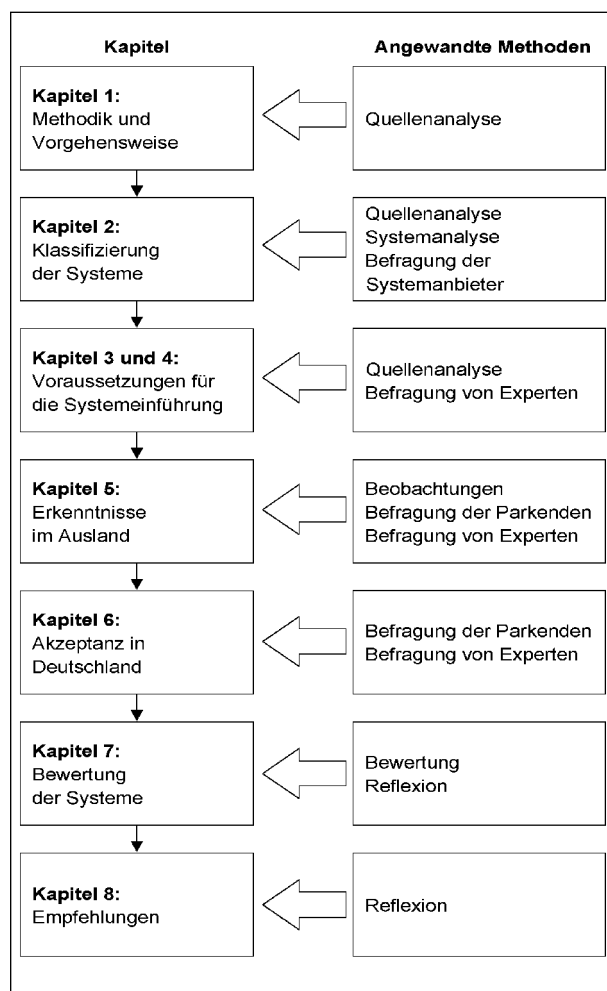 Kapitel
Angewandte Methoden
Kapitel 1:
Methodik und
Vorgehensweise
Quellenanalyse
Kapitel 2:
Klassifizierung
der Systeme
Quellenanalyse
Systemanalyse
Befragung der
Systemanbieter
Kapitel 3 und 4:
Voraussetzungen für
die Systemeinführung
Quellenanalyse
Befragung von Experten
Kapitel 5:
Erkenntnisse
im Ausland
Beobachtungen
Befragung der Parkenden
Befragung von Experten
Kapitel 6:
Akzeptanz in
Deutschland
Befragung der Parkenden
Befragung von Experten
Kapitel 7:
Bewertung
der Systeme
Bewertung
Reflexion
Kapitel 8:
Empfehlungen
Reflexion